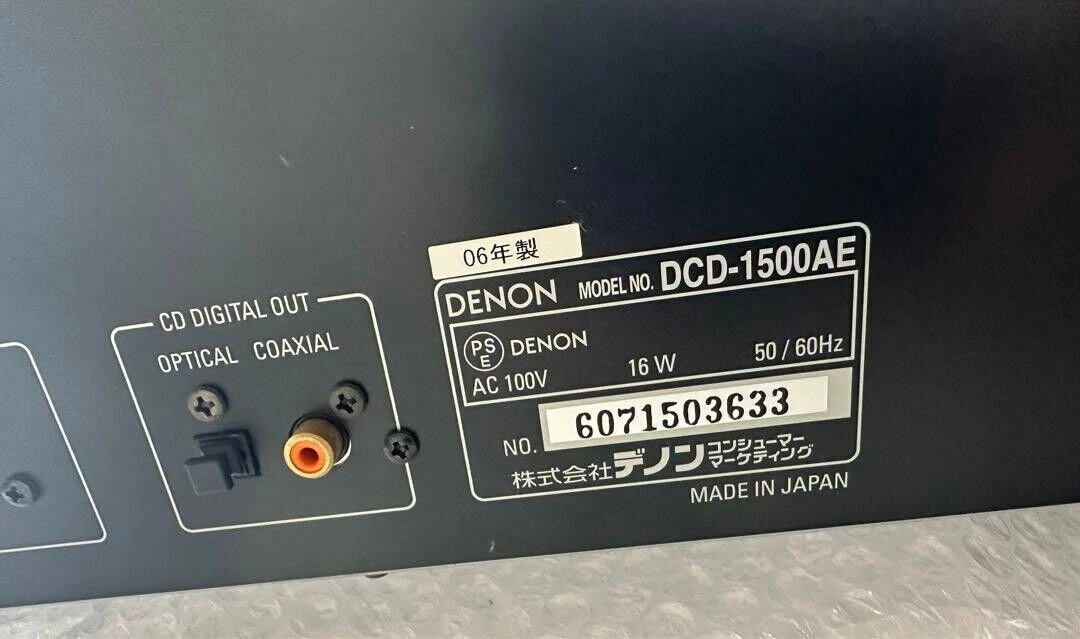 CD DIGITAL OUT
OPTICAL COAXIAL
06年製
DENON MODEL NO. DCD-1500AE
PSE DENON
AC 100V 16 W 50 / 60Hz
NO. 6071503633
株式会社デノン コンシューマー
マーケティング
MADE IN JAPAN